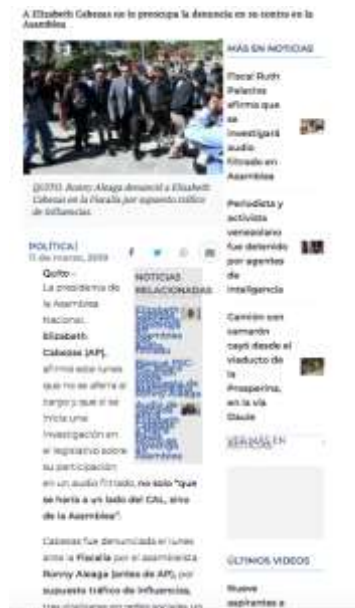 A Elizabeth Cabezas no le preocupa la denuncia en su contra en la
Asamblea
QUITO. Ronny Aleaga denunció a Elizabeth
Cabezas en la Fiscalía por supuesto tráfico
de influencias.
POLÍTICA|
11 de marzo, 2019
Quito.-
La presidenta de
la Asamblea
Nacional,
Elizabeth
Cabezas (AP),
afirmó este lunes
que no se aferra al
cargo y que si se
inicia una
investigación en
el legislativo sobre
su participación
en un audio filtrado, no solo "que
se haría a un lado del CAL, sino
de la Asamblea".
Cabezas fue denunciada el lunes
ante la Fiscalía por el asambleísta
Ronny Aleaga (antes de AP), por
supuesto tráfico de influencias,
NOTICIAS
RELACIONADAS
MÁS EN NOTICIAS
Fiscal Ruth
Palacios
afirma que
se
investigará
audio
filtrado en
Asamblea
Periodista y
activista
venezolano
fue detenido
por agentes
de
inteligencia
Camión con
camarón
cayó desde el
viaducto de
la
Prosperina,
en la vía
Daule
VER MÁS EN
NOTICIAS
ÚLTIMOS VIDEOS
Nueve
aspirantes a